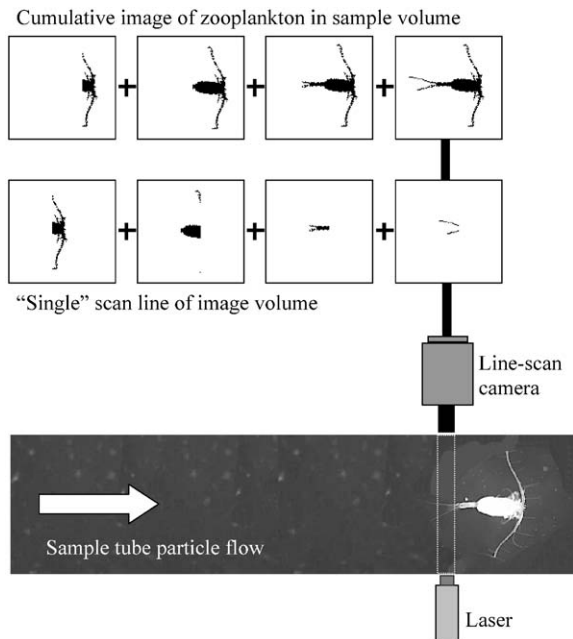 Cumulative image of zooplankton in sample volume
+ + +
+ + +
“Single” scan line of image volume
Line-scan
camera
Sample tube particle flow
Laser